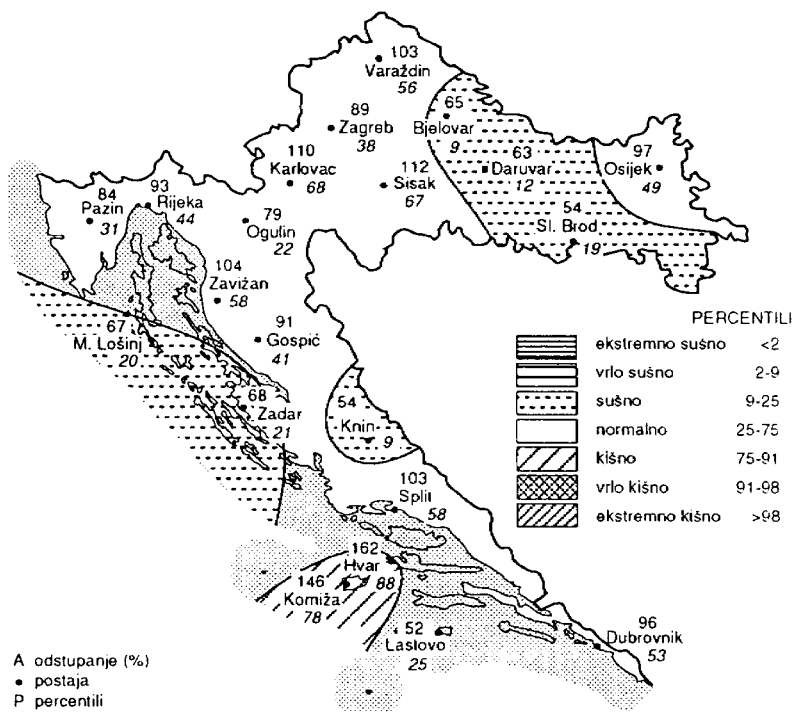 103
Varaždin
56
65
Bjelovar
9
89
Zagreb
38
110
Karlovac
68
112
Sisak
67
63
Daruvar
12
97
Osijek
49
54
Sl. Brod
19
84
Pazin
31
93
Rijeka
44
79
Ogulin
22
104
Zavižan
58
91
Gospić
41
67
M. Lošinj
20
68
Zadar
21
54
Knin
9
103
Split
58
162
Hvar
88
146
Komiža
78
52
Lastovo
25
96
Dubrovnik
53
PERCENTILI
ekstremno sušno <2
vrlo sušno 2-9
sušno 9-25
normalno 25-75
kišno 75-91
vrlo kišno 91-98
ekstremno kišno >98
A odstupanje (%)
postaja
P percentili